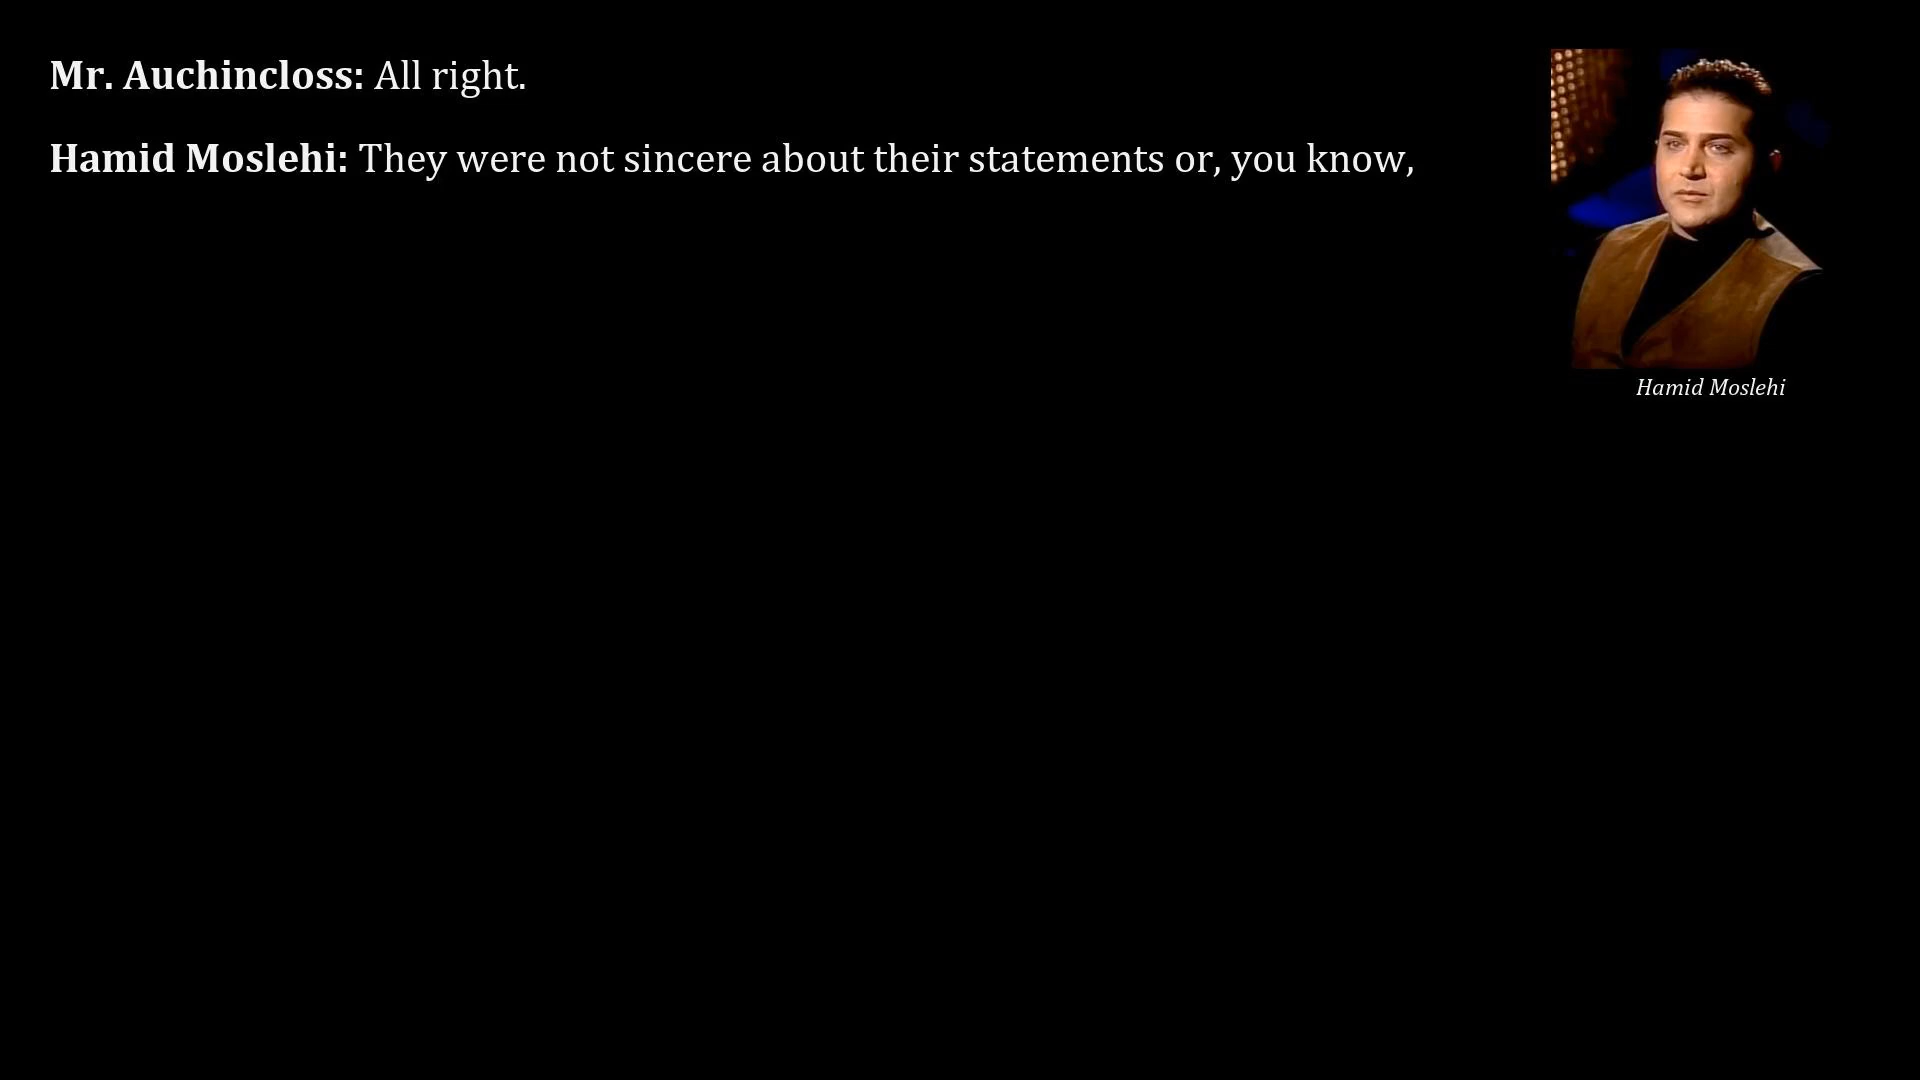 Mr. Auchincloss: All right.
Hamid Moslehi: They were not sincere about their statements or, you know,
Hamid Moslehi